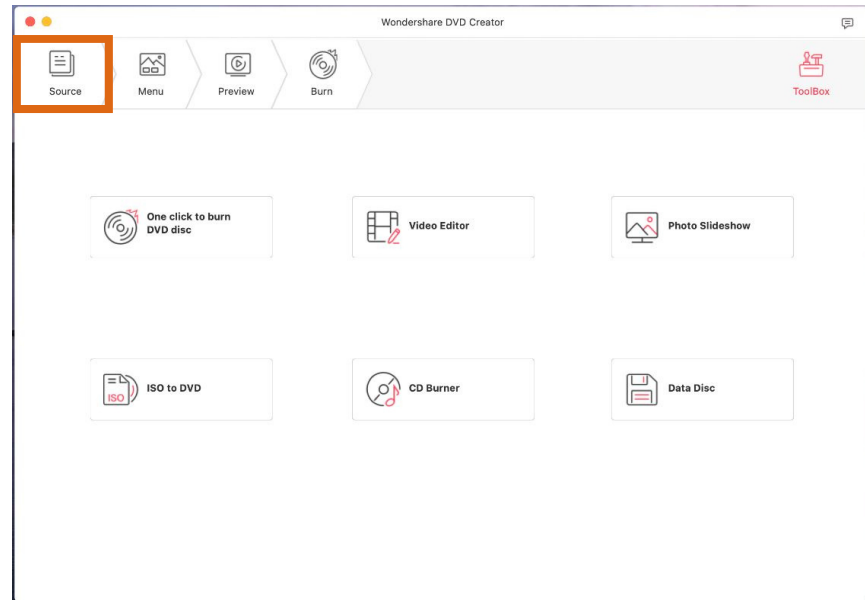 Wondershare DVD Creator
Source
Menu
Preview
Burn
ToolBox
One click to burn
DVD disc
Video Editor
Photo Slideshow
ISO
ISO to DVD
CD Burner
Data Disc